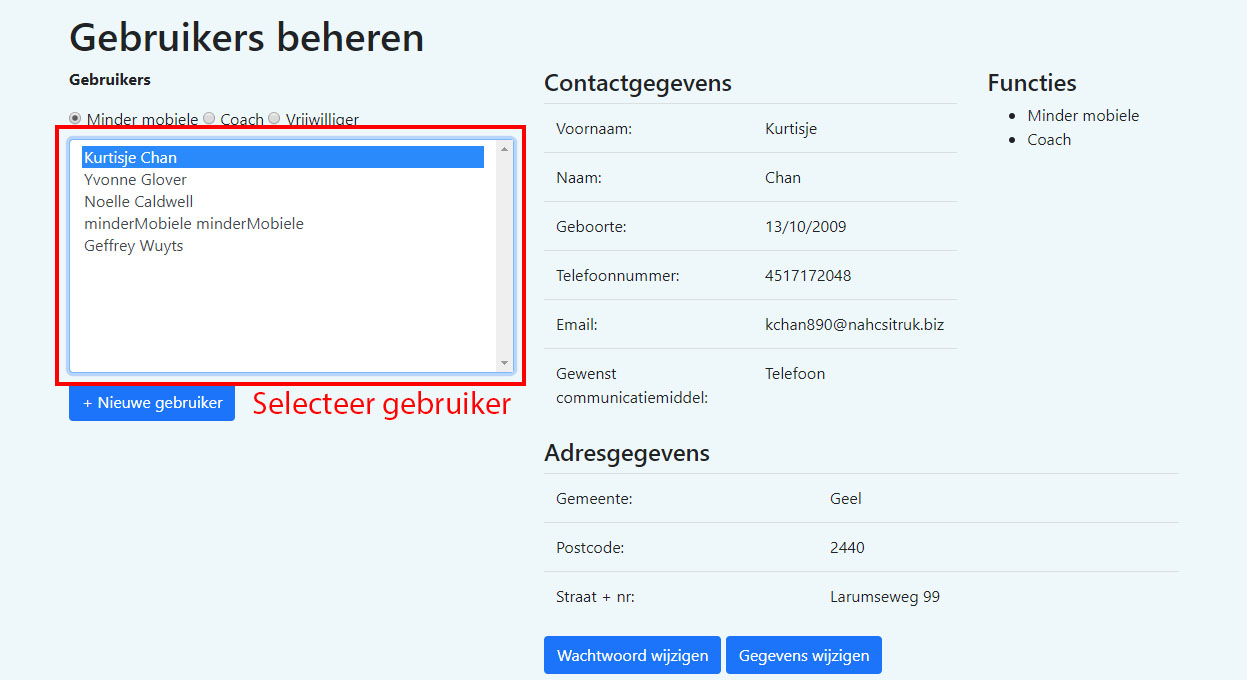 Gebruikers beheren
Gebruikers
Minder mobiele Coach Vrijwilliger
Kurtisje Chan
Yvonne Glover
Noelle Caldwell
minderMobiele minderMobiele
Geffrey Wuyts
+ Nieuwe gebruiker
Selecteer gebruiker
Contactgegevens
Voornaam: Kurtisje
Naam: Chan
Geboorte: 13/10/2009
Telefoonnummer: 4517172048
Email: kchan890@nahcsitruk.biz
Gewenst Telefoon
communicatiemiddel:
Adresgegevens
Gemeente: Geel
Postcode: 2440
Straat + nr: Larumseweg 99
Wachtwoord wijzigen Gegevens wijzigen
Functies
Minder mobiele
Coach